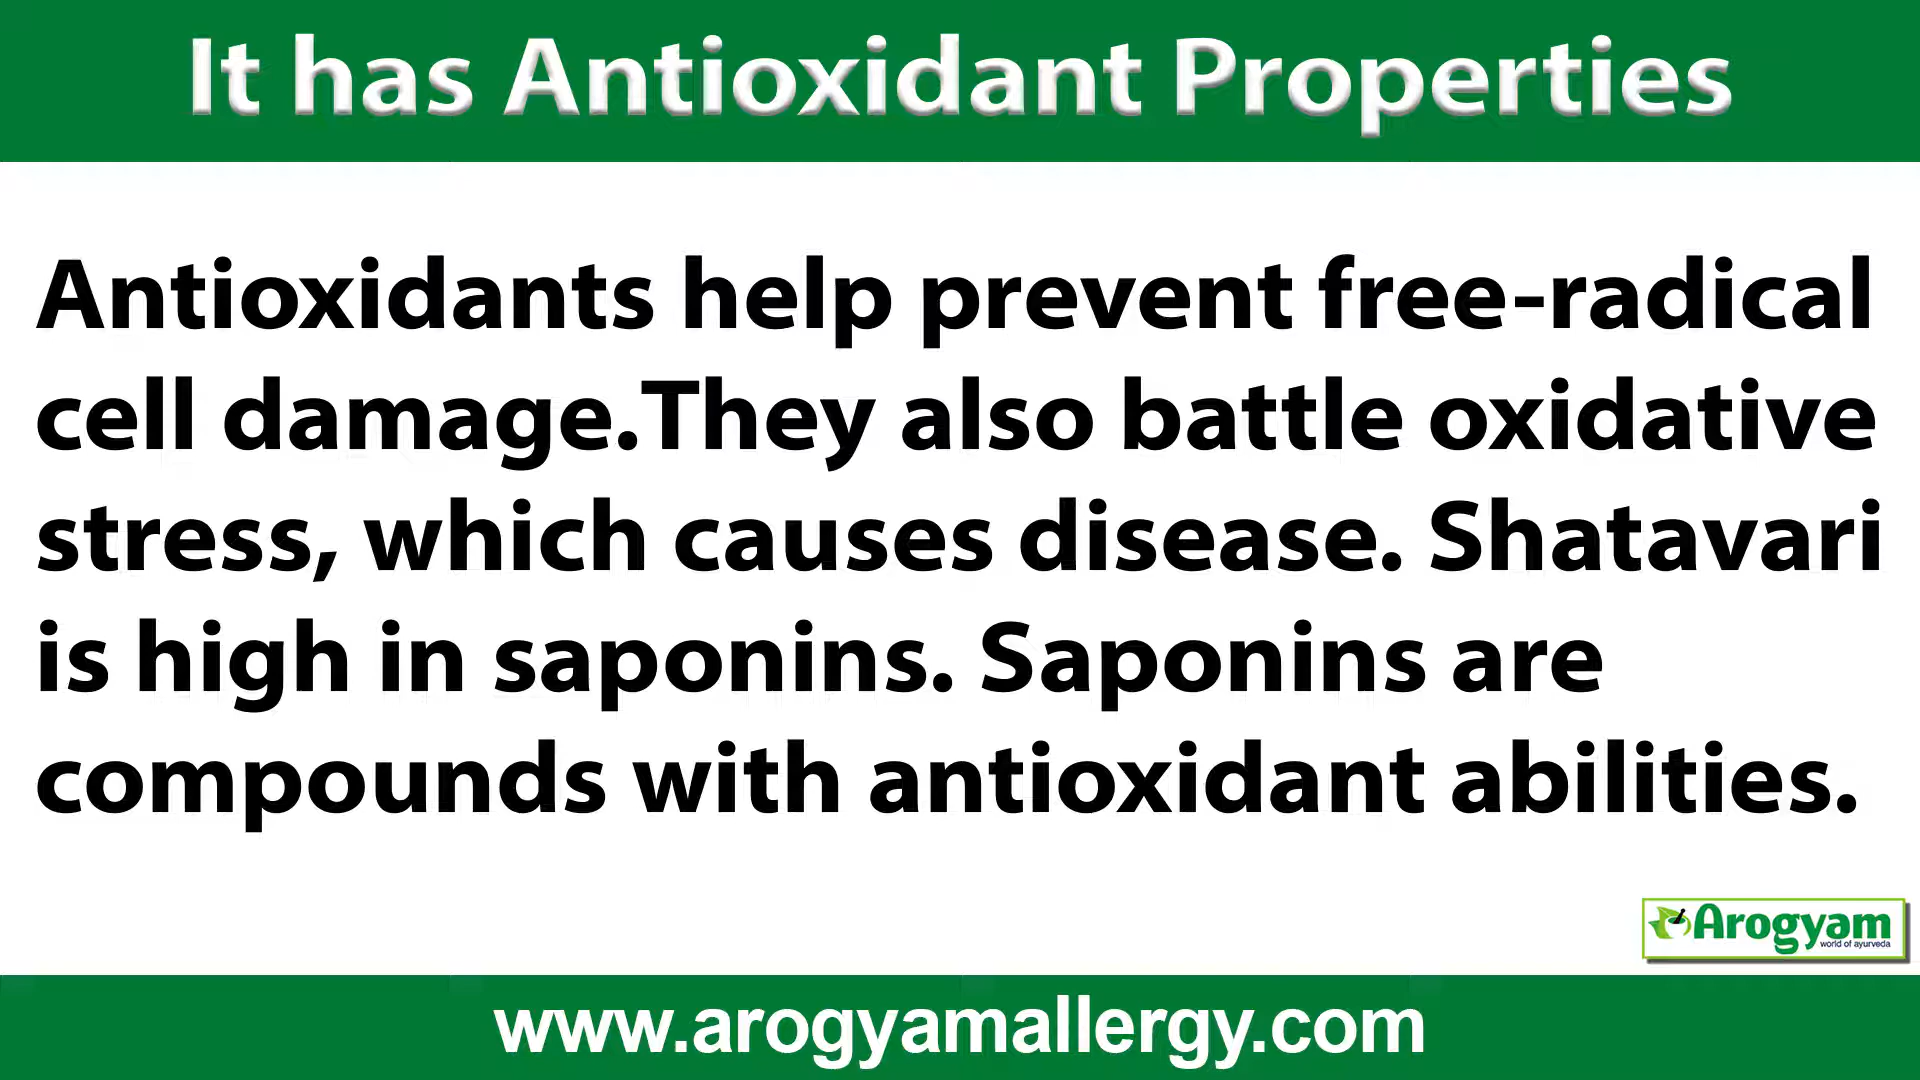 It has Antioxidant Properties
Antioxidants help prevent free-radical
cell damage.They also battle oxidative
stress, which causes disease. Shatavari
is high in saponins. Saponins are
compounds with antioxidant abilities.
Arogyam
world of ayurveda
www.arogyamallergy.com